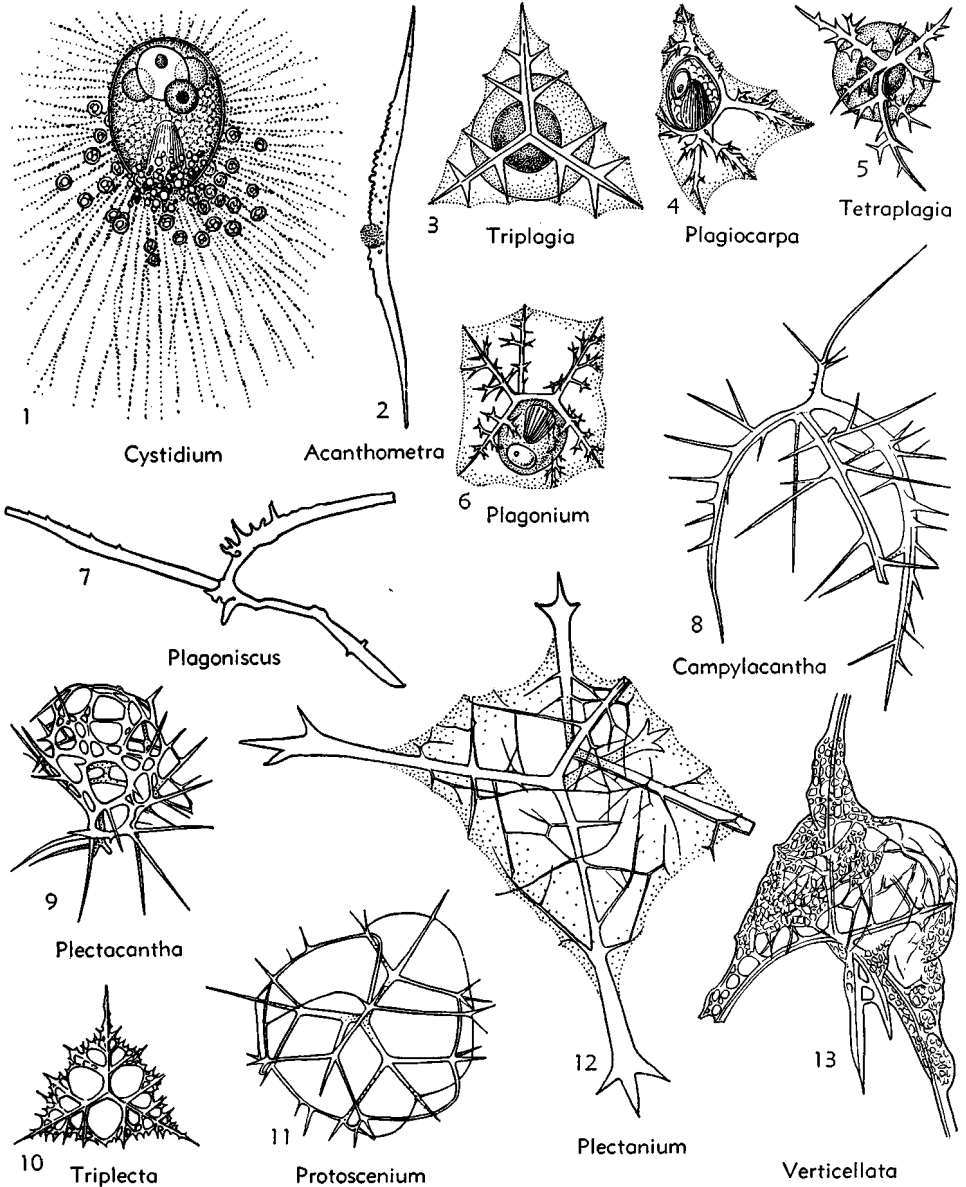 1
Cystidium
2
Acanthometra
3
Triplagia
4
Plagiocarpa
5
Tetraplagia
6
Plagonium
7
Plagoniscus
8
Campylacantha
9
Plectacantha
10
Triplecta
11
Protoscenium
12
Plectanium
13
Verticellata